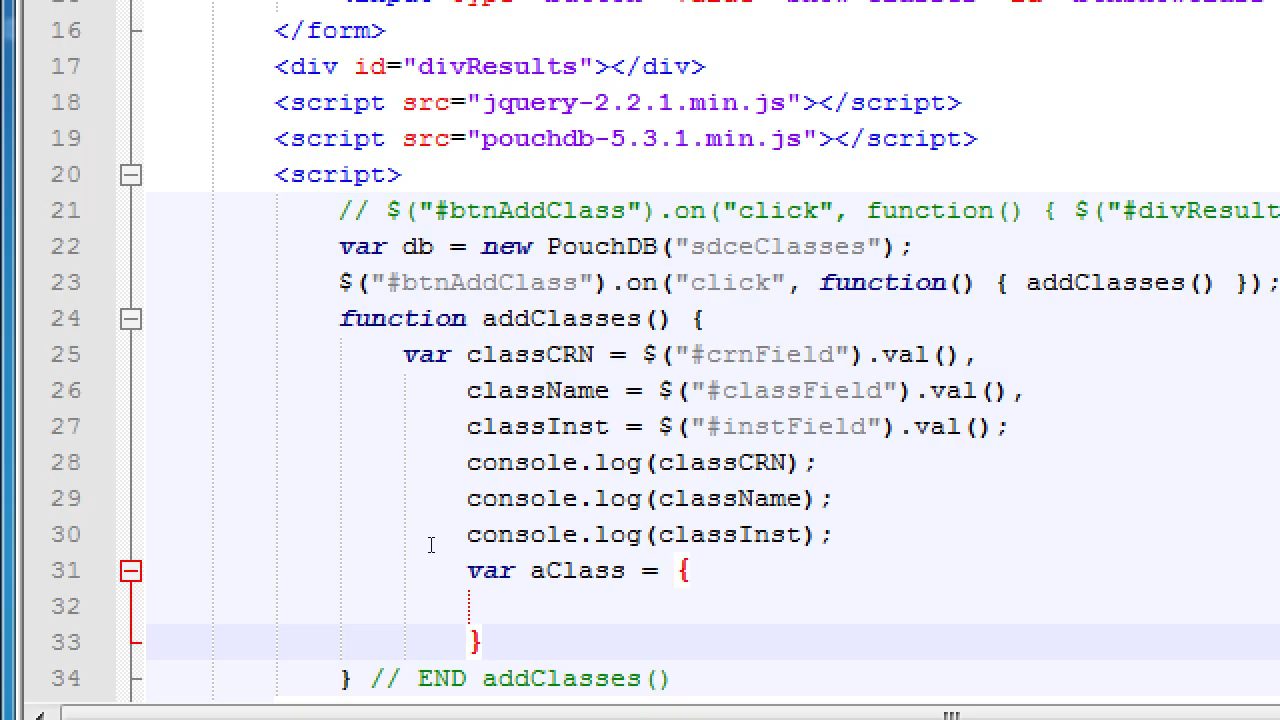 16 </form>
17 <div id="divResults"></div>
18 <script src="jquery-2.2.1.min.js"></script>
19 <script src="pouchdb-5.3.1.min.js"></script>
20 <script>
21 // $("#btnAddClass").on("click", function() { $("#divResult
22 var db = new PouchDB("sdceClasses");
23 $("#btnAddClass").on("click", function() { addClasses() });
24 function addClasses() {
25 var classCRN = $("#crnField").val(),
26 className = $("#classField").val(),
27 classInst = $("#instField").val();
28 console.log(classCRN);
29 console.log(className);
30 console.log(classInst);
31 var aClass = {
32
33 }
34 } // END addClasses()